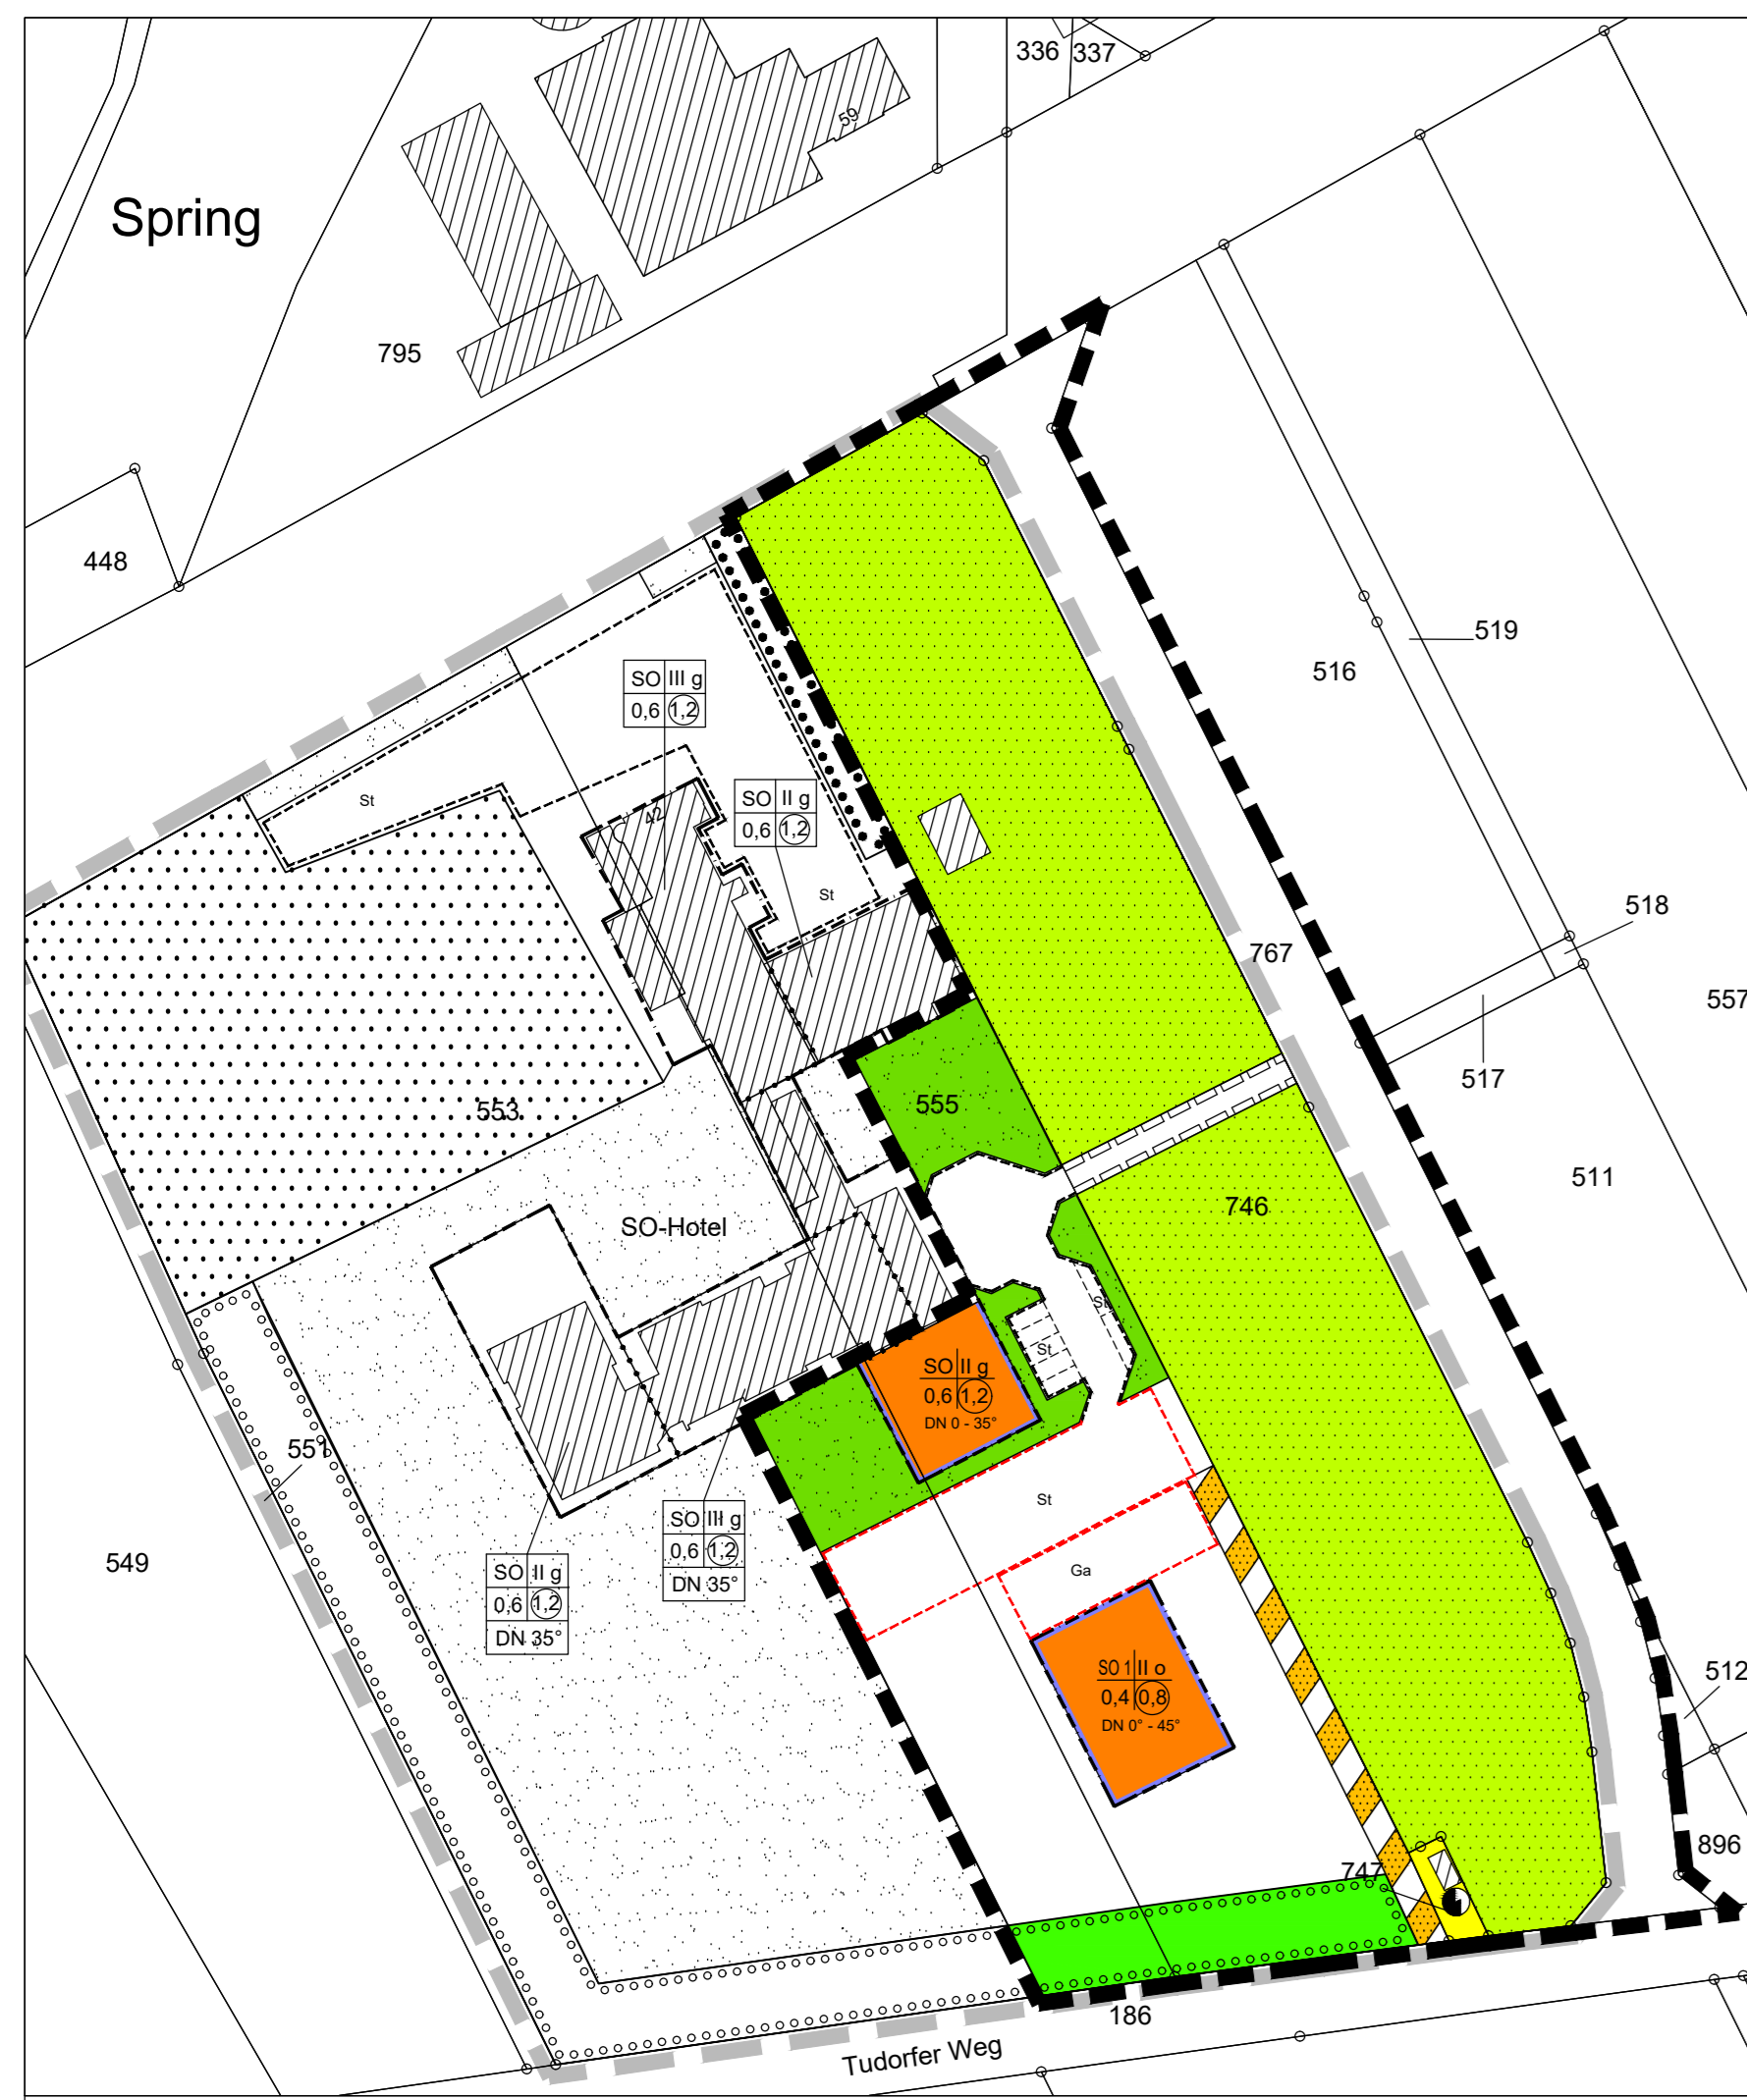 336 337
59
Spring
795
448
519
516
SO III g
0,6 1,2
St
42
SO II g
0,6 1,2
St
518
767
557
517
553
555
511
746
SO-Hotel
St
St
SO II g
0,6 1,2
DN 0 - 35°
551
St
549
SO III g
0,6 1,2
DN 35°
SO II g
0,6 1,2
DN 35°
Ga
SO 1 II o
0,4 0,8
DN 0° - 45°
512
896
747
186
Tudorfer Weg